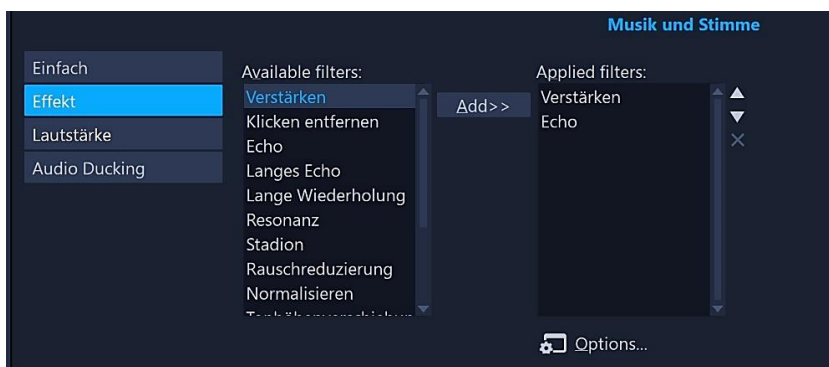 Musik und Stimme
Einfach
Effekt
Lautstärke
Audio Ducking
Available filters:
Verstärken
Klicken entfernen
Echo
Langes Echo
Lange Wiederholung
Resonanz
Stadion
Rauschreduzierung
Normalisieren
Add>>
Applied filters:
Verstärken
Echo
Options...